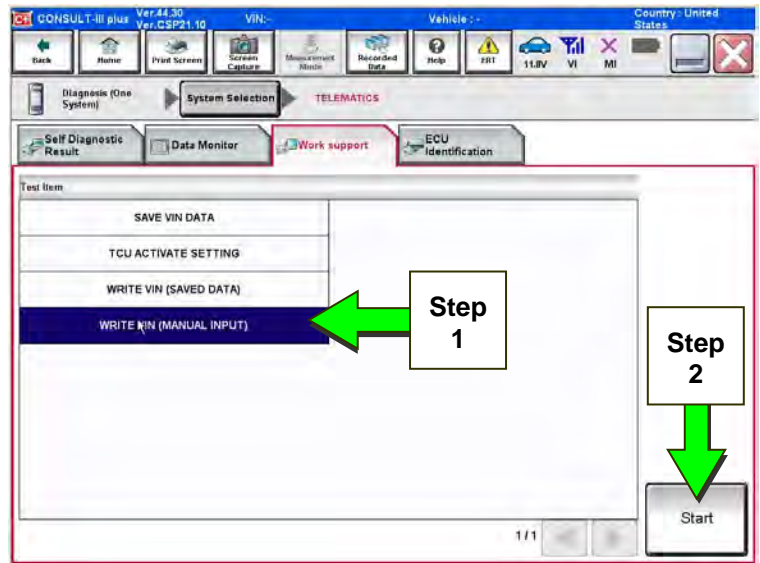 CONSULT-III plus Ver.44.30 VIN:- Vehicle : - Country : United
Ver.CSP21.10 States
Back Home Print Screen Screen Capture Measurement Mode Recorded Data Help ERT 11.8V VI MI
Diagnosis (One System) System Selection TELEMATICS
Self Diagnostic Result Data Monitor Work support ECU Identification
Test Item
SAVE VIN DATA
TCU ACTIVATE SETTING
WRITE VIN (SAVED DATA)
WRITE VIN (MANUAL INPUT)
Step
1
Step
2
Start
1/1